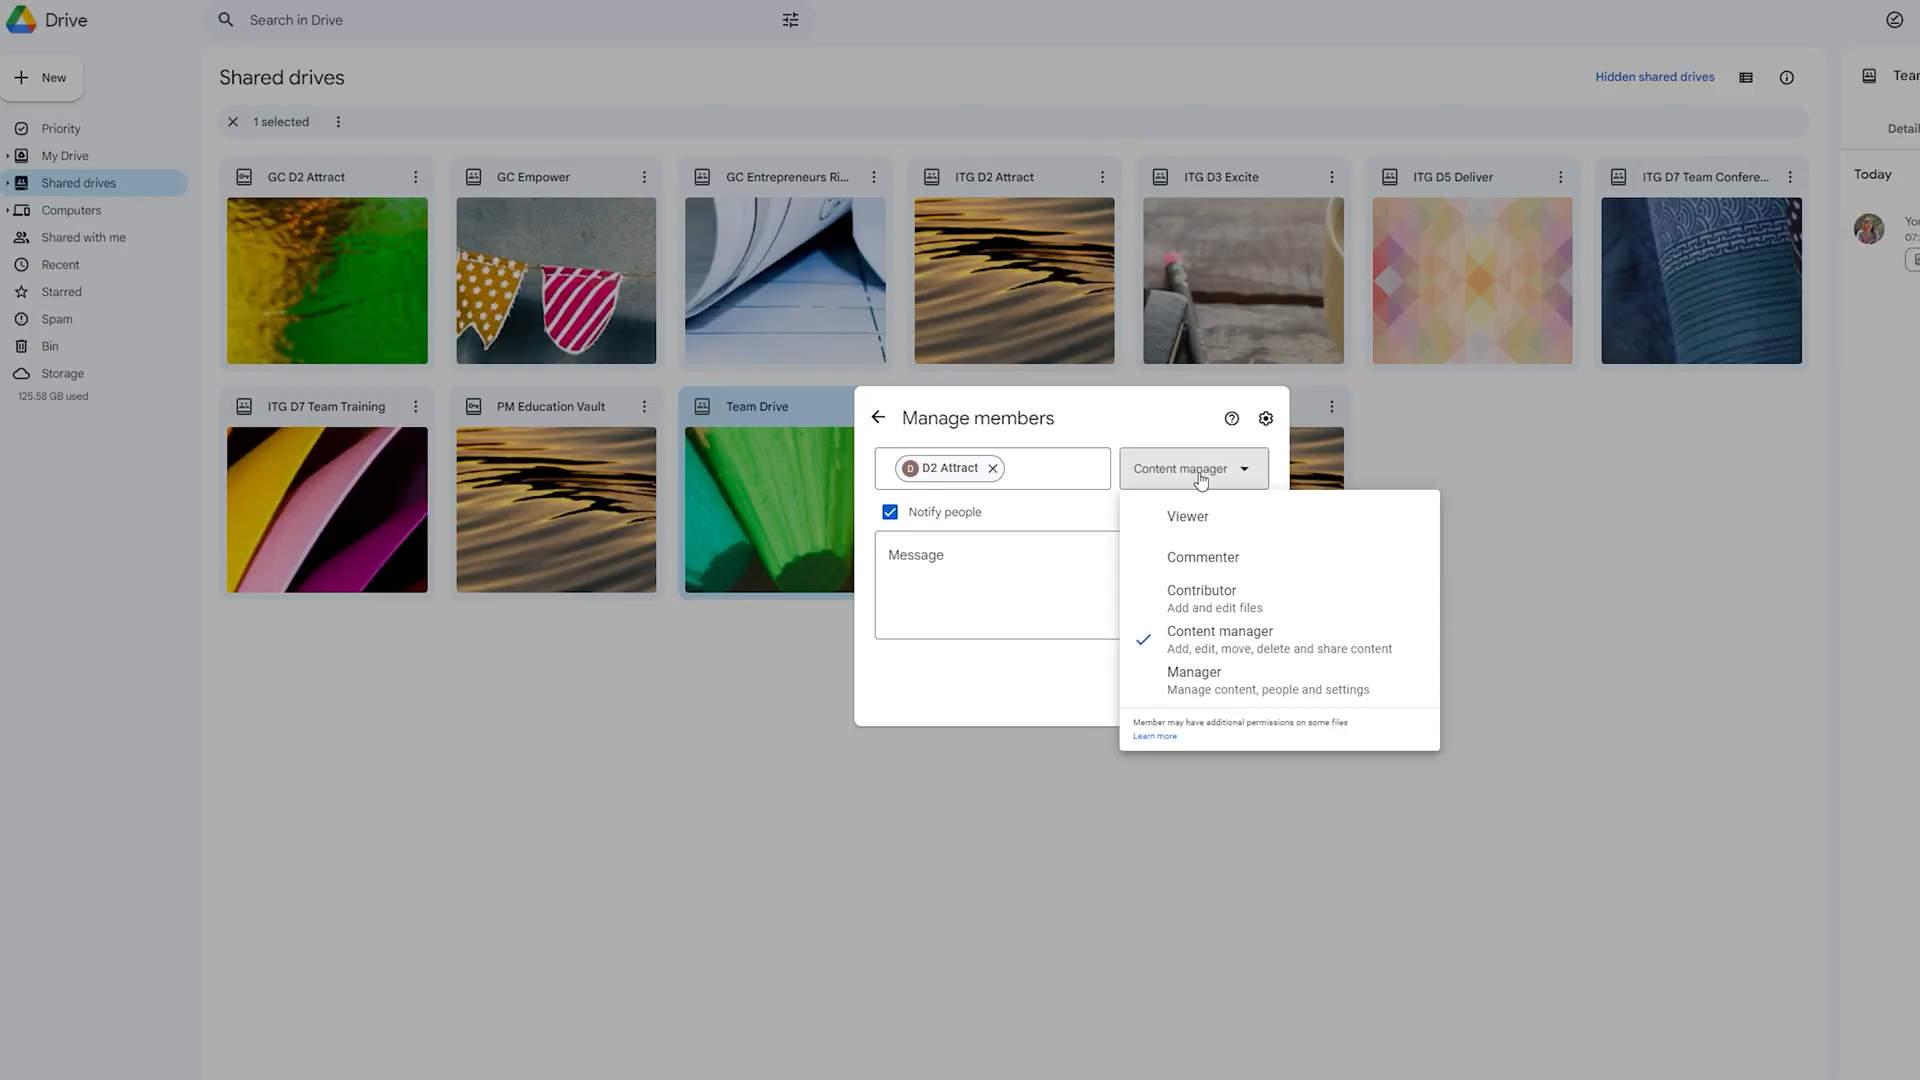 Drive
Search in Drive
New
Shared drives
Hidden shared drives
1 selected
Priority
My Drive
Shared drives
Computers
Shared with me
Recent
Starred
Spam
Bin
Storage
125.58 GB used
GC D2 Attract
GC Empower
GC Entrepreneurs Ri...
ITG D2 Attract
ITG D3 Excite
ITG D5 Deliver
ITG D7 Team Confere...
ITG D7 Team Training
PM Education Vault
Team Drive
Manage members
D D2 Attract
Content manager
Notify people
Message
Viewer
Commenter
Contributor
Add and edit files
Content manager
Add, edit, move, delete and share content
Manager
Manage content, people and settings
Member may have additional permissions on some files
Learn more
Today